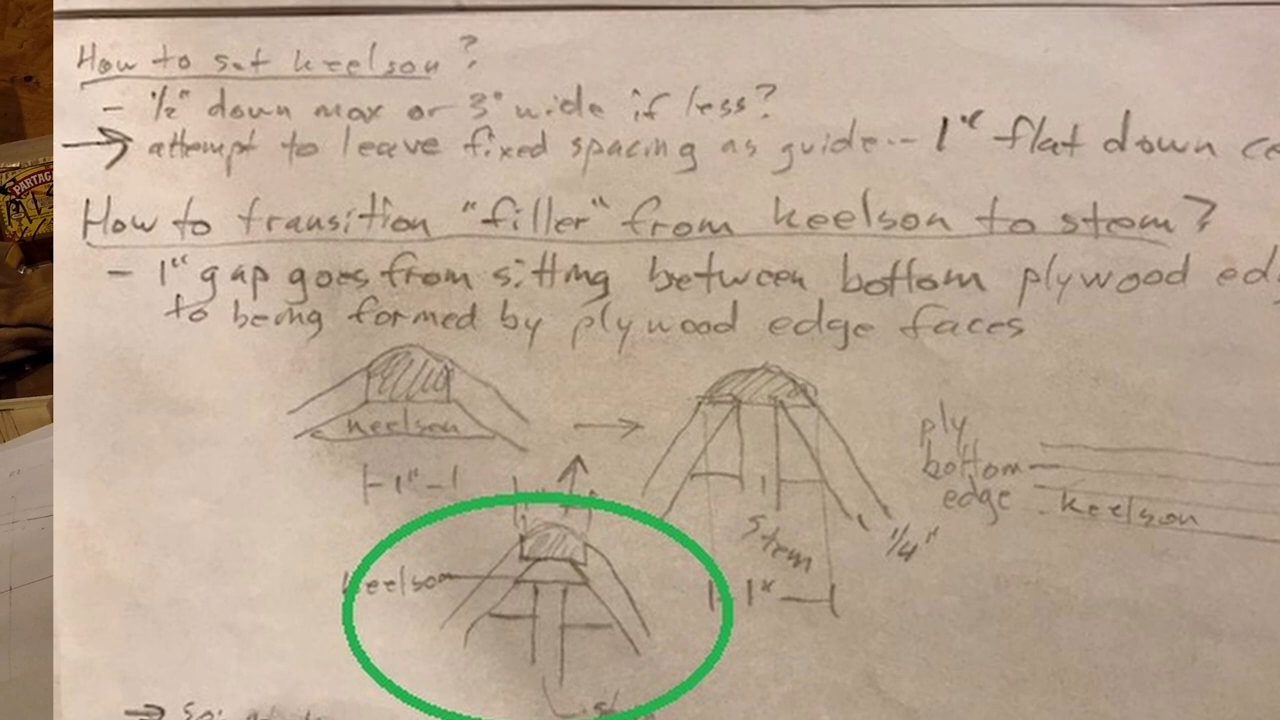 How to set keelson?
- 1/2" down max or 3" wide if less?
→ attempt to leave fixed spacing as guide -- 1" flat down
How to transition "filler" from keelson to stem?
- 1" gap goes from sitting between bottom plywood
to being formed by plywood edge faces
PARTAG
keelson
1"
ply
bottom
edge
keelson
stem
1/4"
1"
keelson